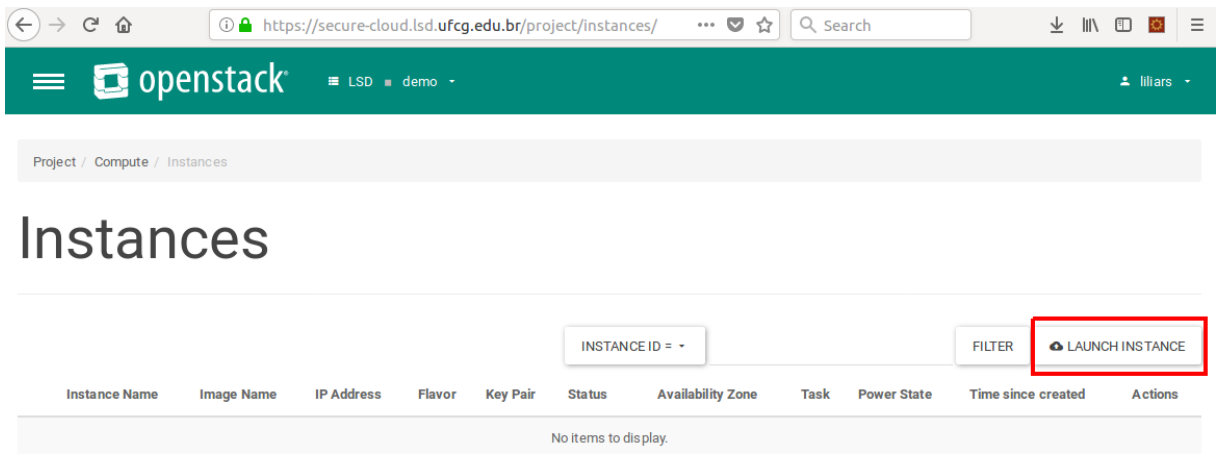 https://secure-cloud.lsd.ufcg.edu.br/project/instances/ Search
openstack LSD demo liliars
Project / Compute / Instances
Instances
INSTANCE ID = FILTER LAUNCH INSTANCE
Instance Name Image Name IP Address Flavor Key Pair Status Availability Zone Task Power State Time since created Actions
No items to display.